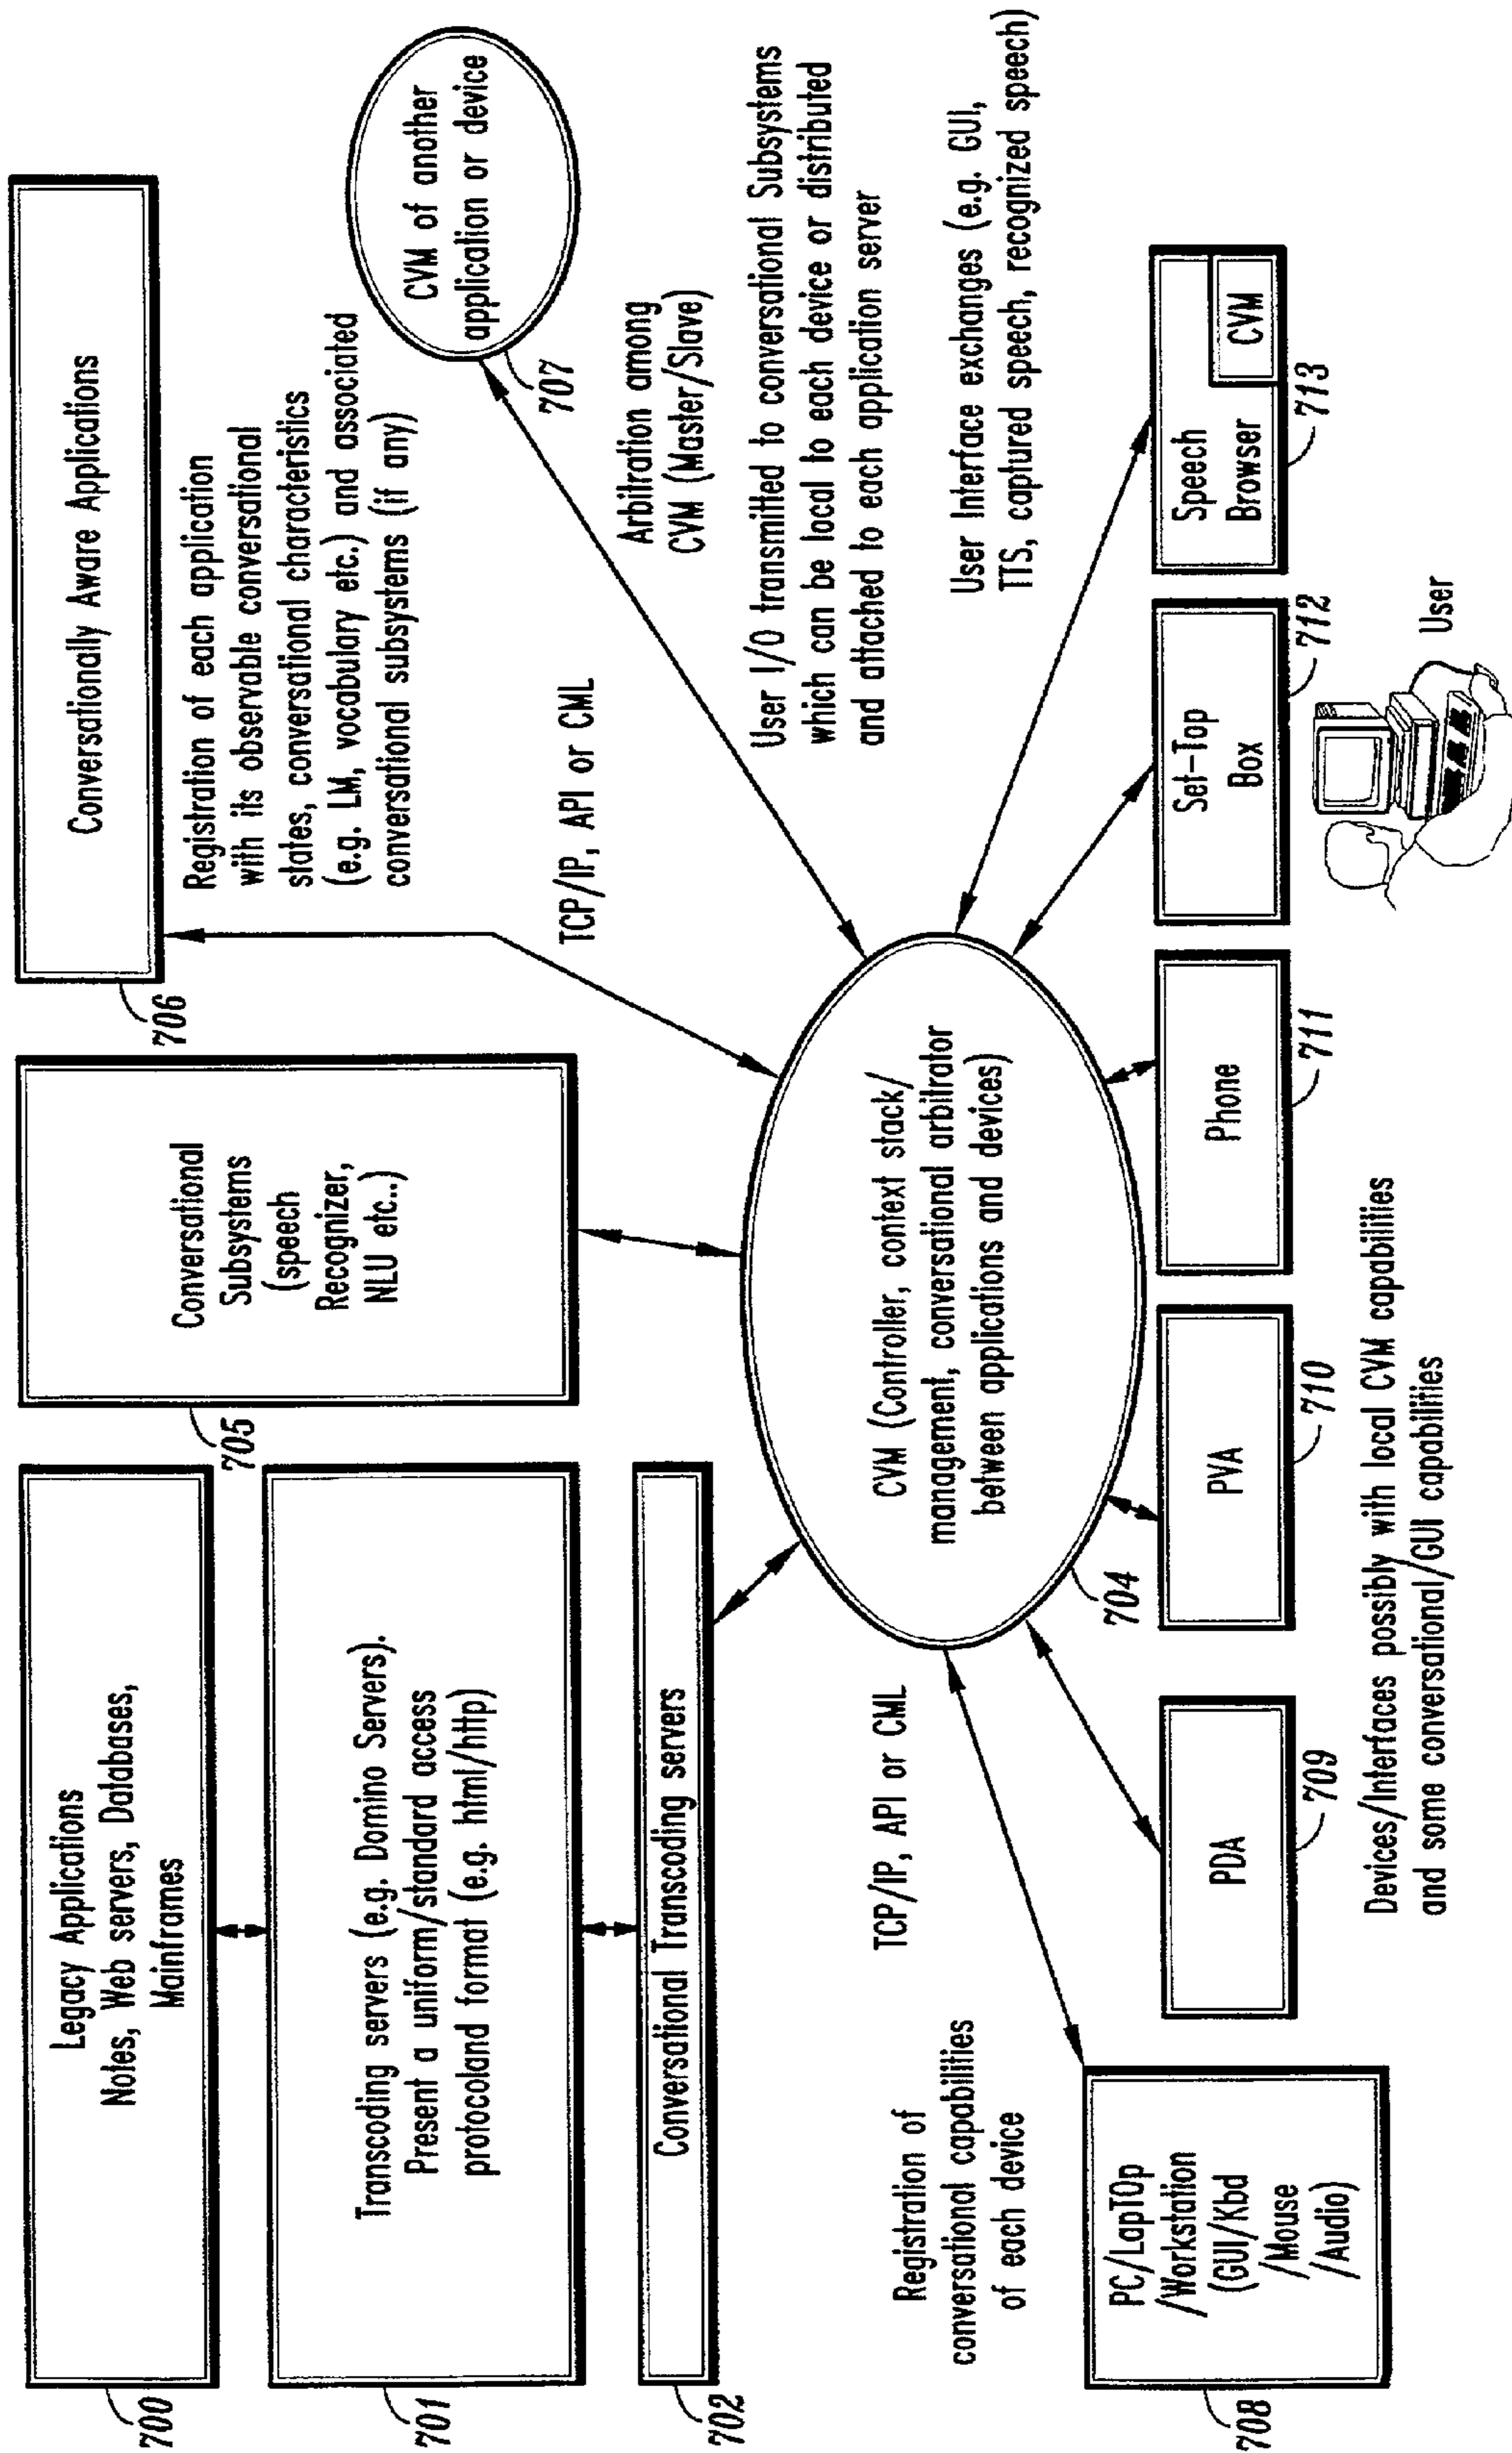 Legacy Applications
Notes, Web servers, Databases,
Mainframes
700
Transcoding servers (e.g. Domino Servers).
Present a uniform/standard access
protocoland format (e.g. html/http)
701
Conversational Transcoding servers
702
Conversational
Subsystems
(speech
Recognizer,
NLU etc..)
705
Conversationally Aware Applications
706
Registration of each application
with its observable conversational
states, conversational characteristics
(e.g. LM, vocabulary etc.) and associated
conversational subsystems (if any)
TCP/IP, API or CML
CVM of another
application or device
707
Arbitration among
CVM (Master/Slave)
User I/O transmitted to conversational Subsystems
which can be local to each device or distributed
and attached to each application server
CVM (Controller, context stack/
management, conversational arbitrator
between applications and devices)
704
TCP/IP, API or CML
Registration of
conversational capabilities
of each device
User Interface exchanges (e.g. GUI,
TTS, captured speech, recognized speech)
PC/LapTOp
/Workstation
(GUI/Kbd
/Mouse
/Audio)
708
PDA
709
PVA
710
Phone
711
Set-Top
Box
712
Speech
Browser
CVM
713
User
Devices/Interfaces possibly with local CVM capabilities
and some conversational/GUI capabilities